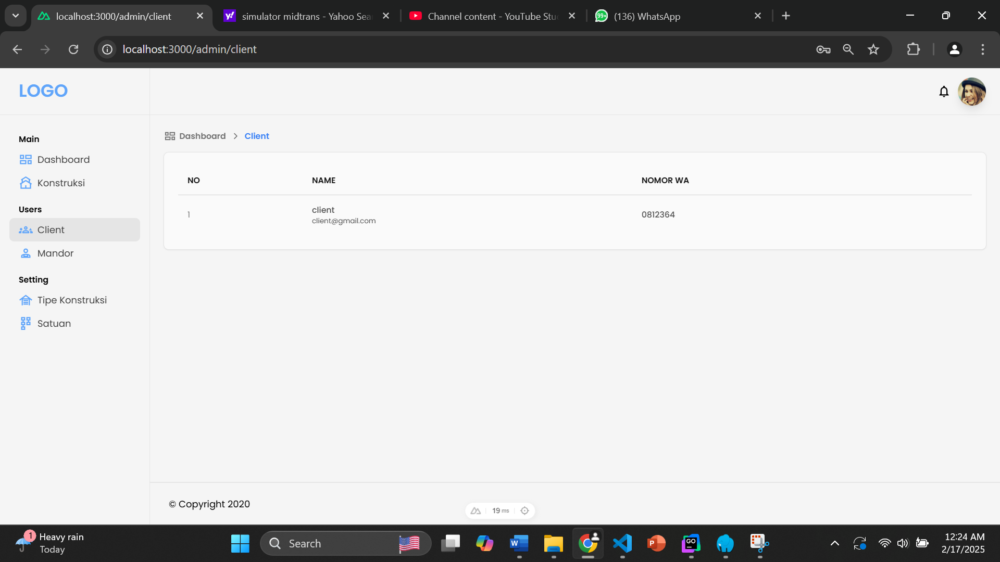 localhost:3000/admin/client
simulator midtrans - Yahoo Sea
Channel content - YouTube Stu
99+
(136) WhatsApp
localhost:3000/admin/client
LOGO
Main
Dashboard
Konstruksi
Users
Client
Mandor
Setting
Tipe Konstruksi
Satuan
Dashboard > Client
NO NAME NOMOR WA
1 client 0812364
client@gmail.com
© Copyright 2020
19 ms
1
Heavy rain
Today
Search
W
P
GO
12:24 AM
2/17/2025